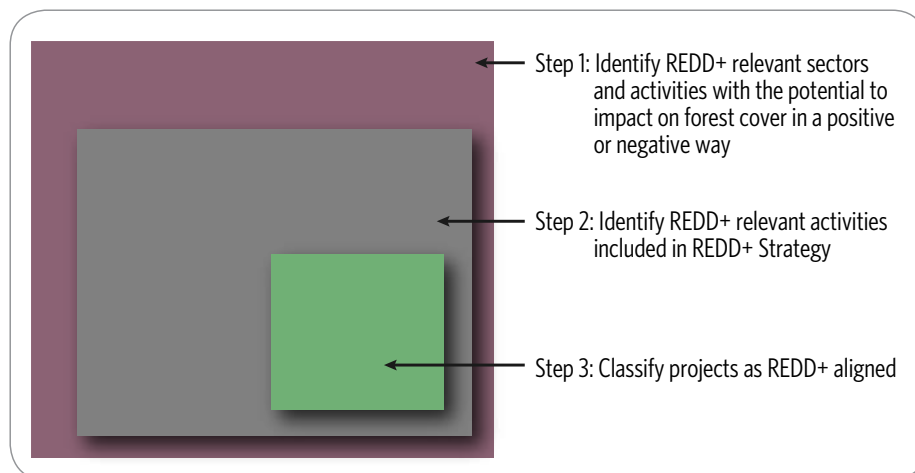 Step 1: Identify REDD+ relevant sectors
and activities with the potential to
impact on forest cover in a positive
or negative way
Step 2: Identify REDD+ relevant activities
included in REDD+ Strategy
Step 3: Classify projects as REDD+ aligned